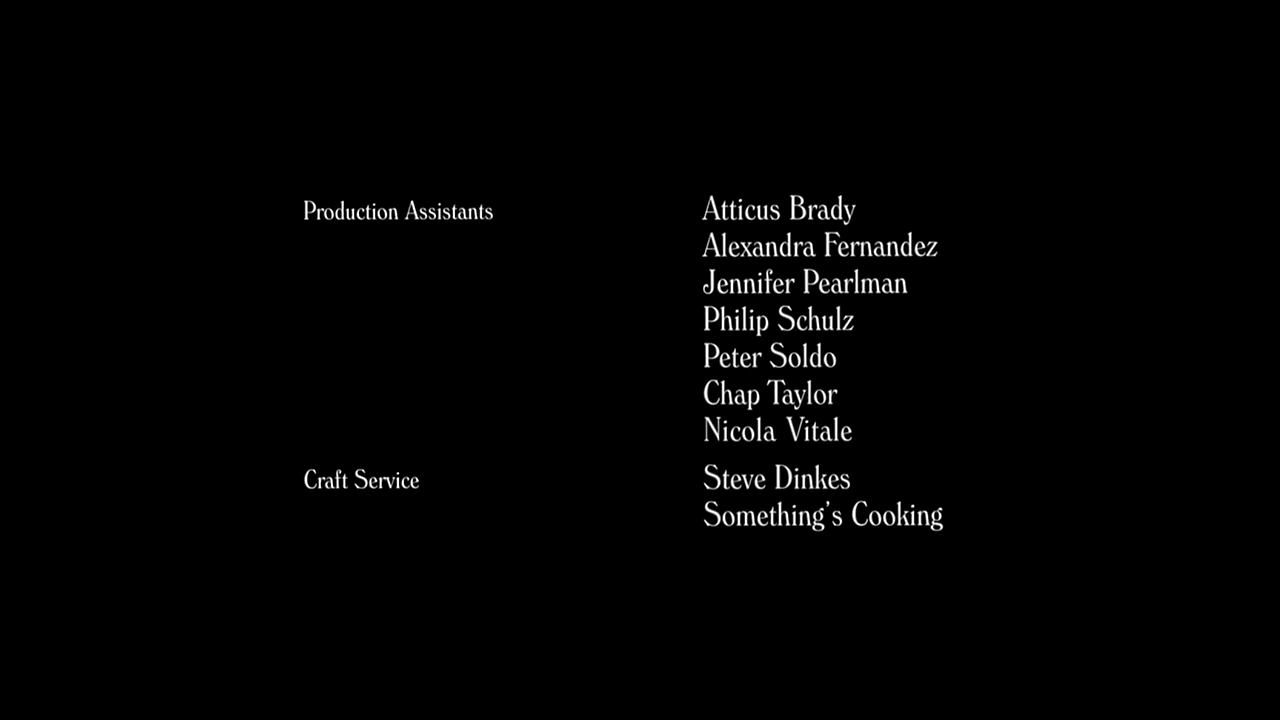 Production Assistants Atticus Brady
Alexandra Fernandez
Jennifer Pearlman
Philip Schulz
Peter Soldo
Chap Taylor
Nicola Vitale
Craft Service Steve Dinkes
Something's Cooking